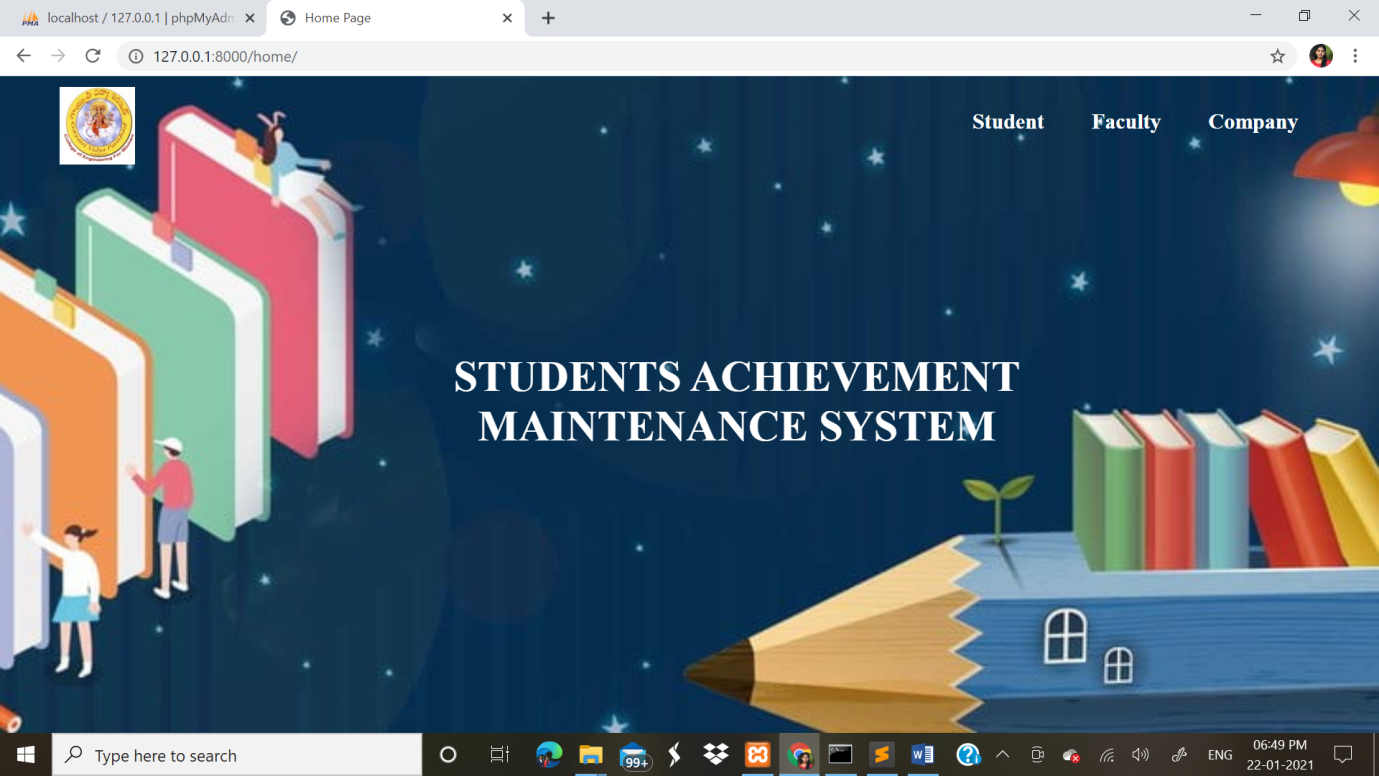 localhost / 127.0.0.1 | phpMyAdm
Home Page
127.0.0.1:8000/home/
Student Faculty Company
STUDENTS ACHIEVEMENT
MAINTENANCE SYSTEM
Type here to search
99+
ENG
06:49 PM
22-01-2021